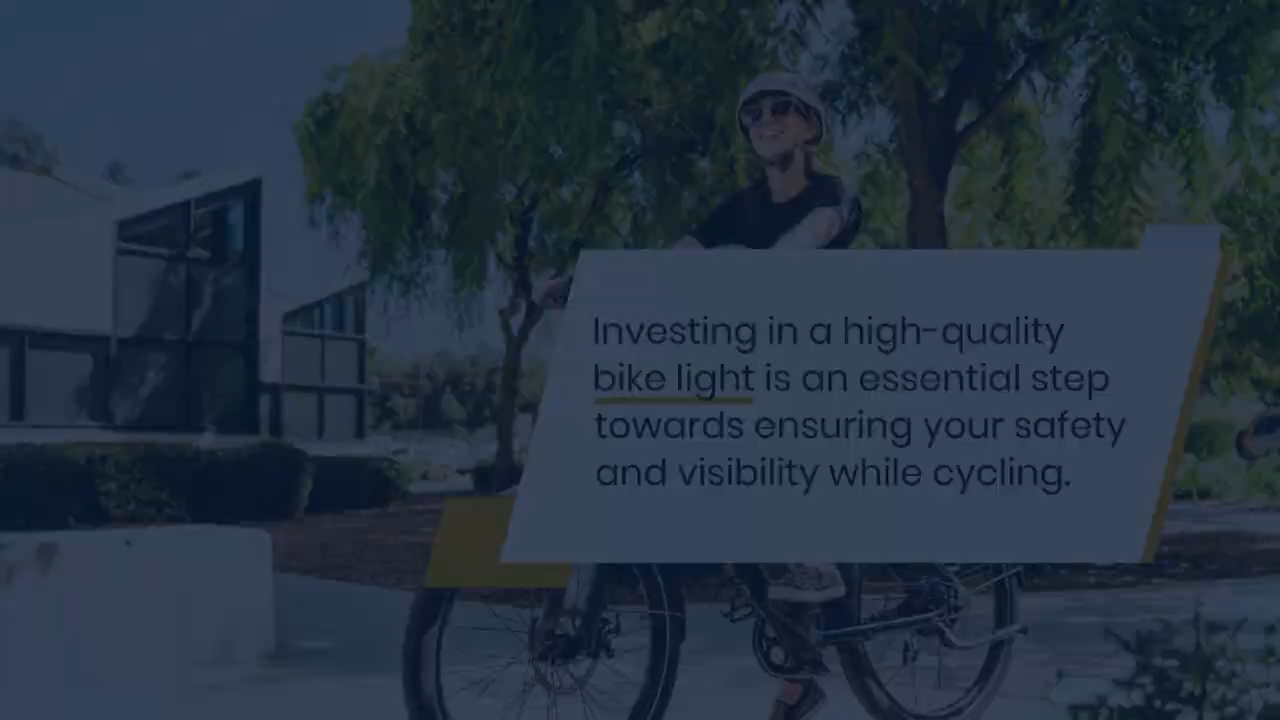 Investing in a high-quality
bike light is an essential step
towards ensuring your safety
and visibility while cycling.